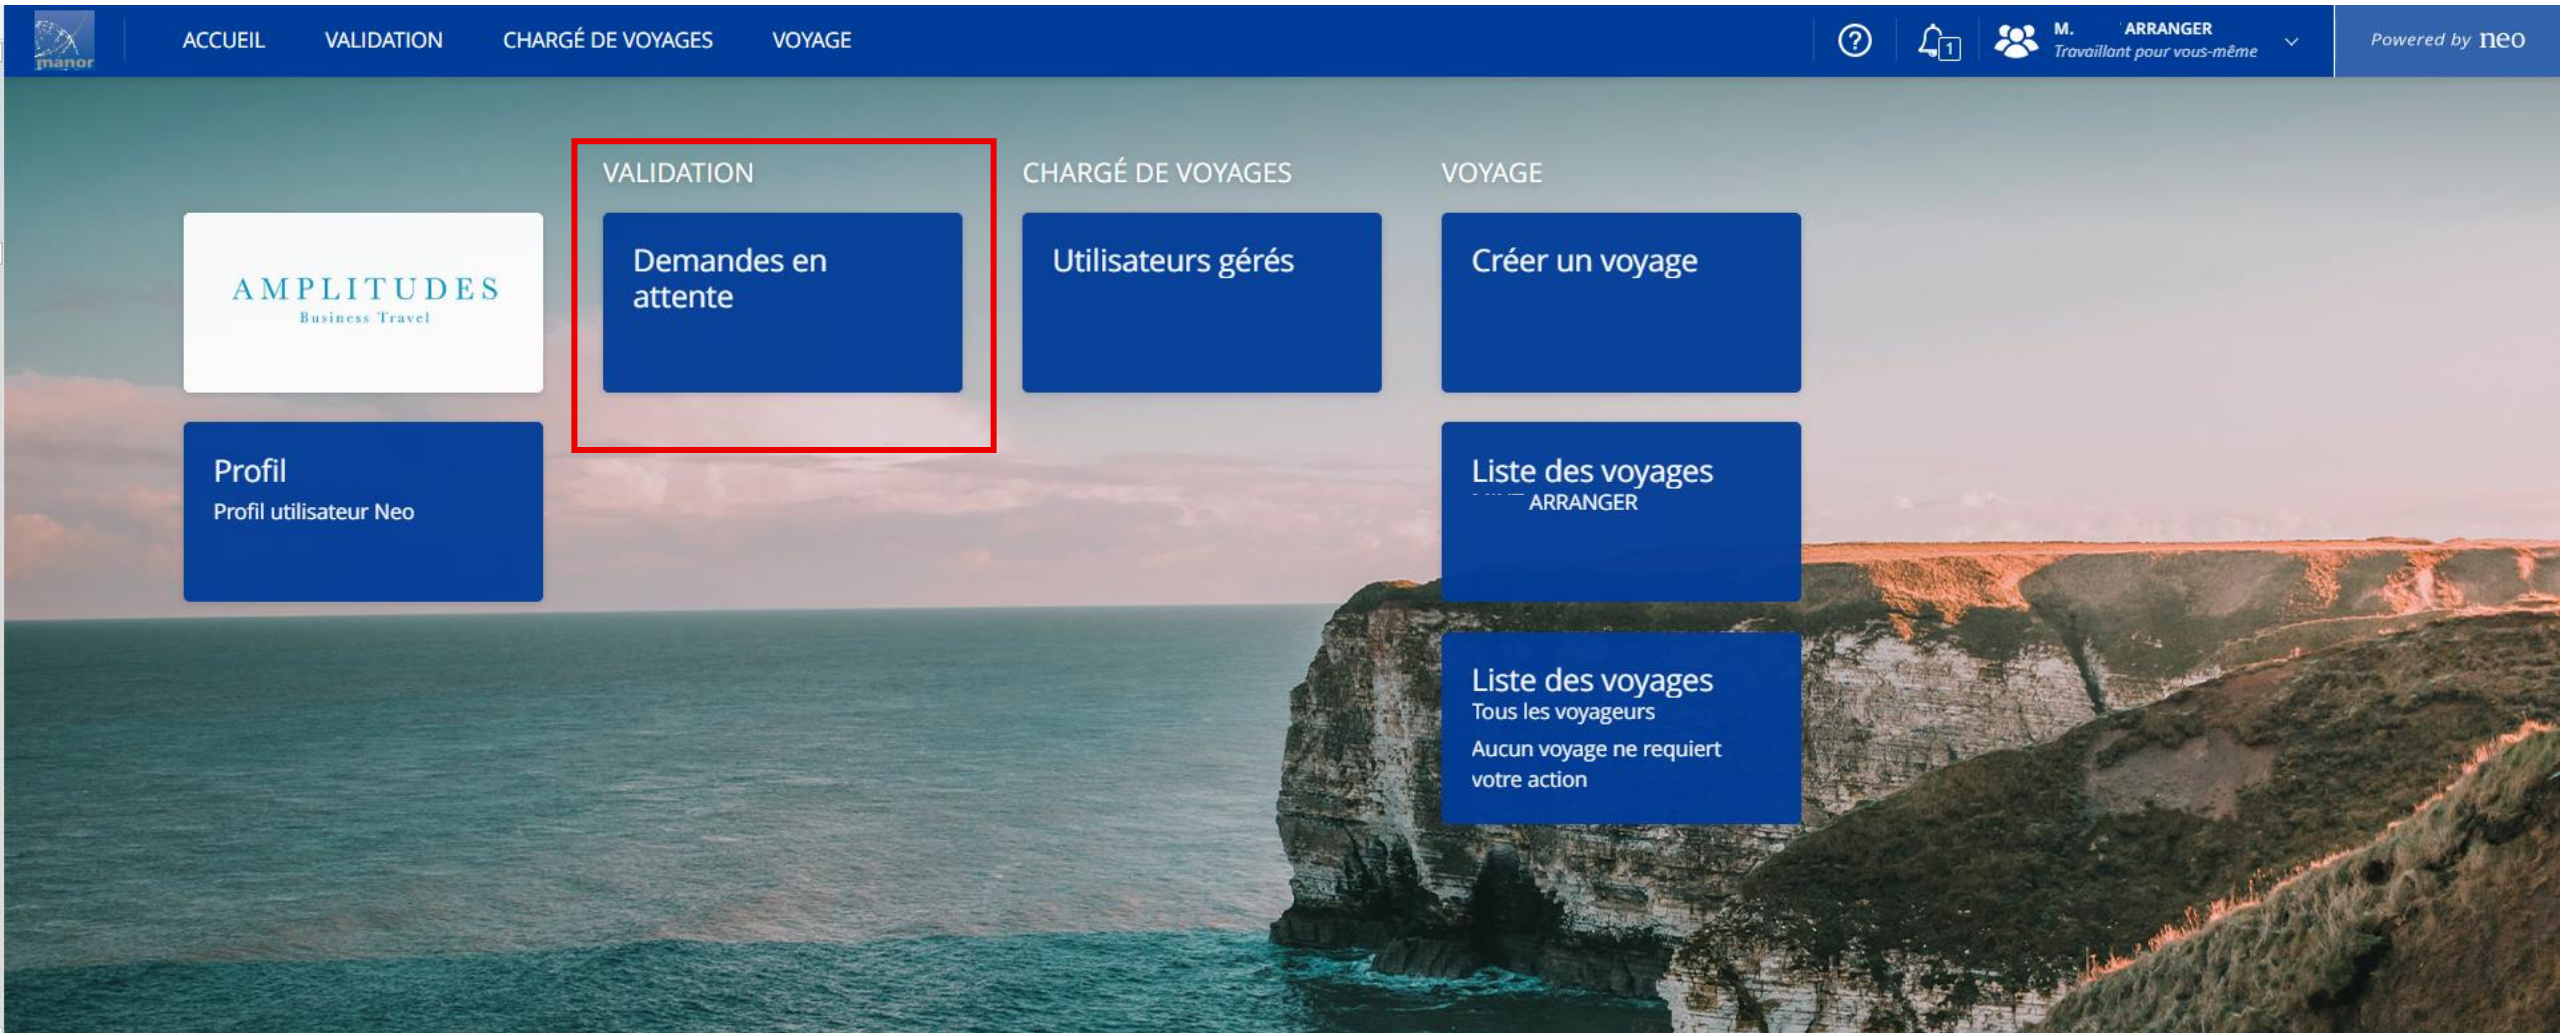 manor
ACCUEIL
VALIDATION
CHARGÉ DE VOYAGES
VOYAGE
1
M. ARRANGER
Travaillant pour vous-même
Powered by neo
AMPLITUDES
Business Travel
Profil
Profil utilisateur Neo
VALIDATION
Demandes en
attente
CHARGÉ DE VOYAGES
Utilisateurs gérés
VOYAGE
Créer un voyage
Liste des voyages
ARRANGER
Liste des voyages
Tous les voyageurs
Aucun voyage ne requiert
votre action